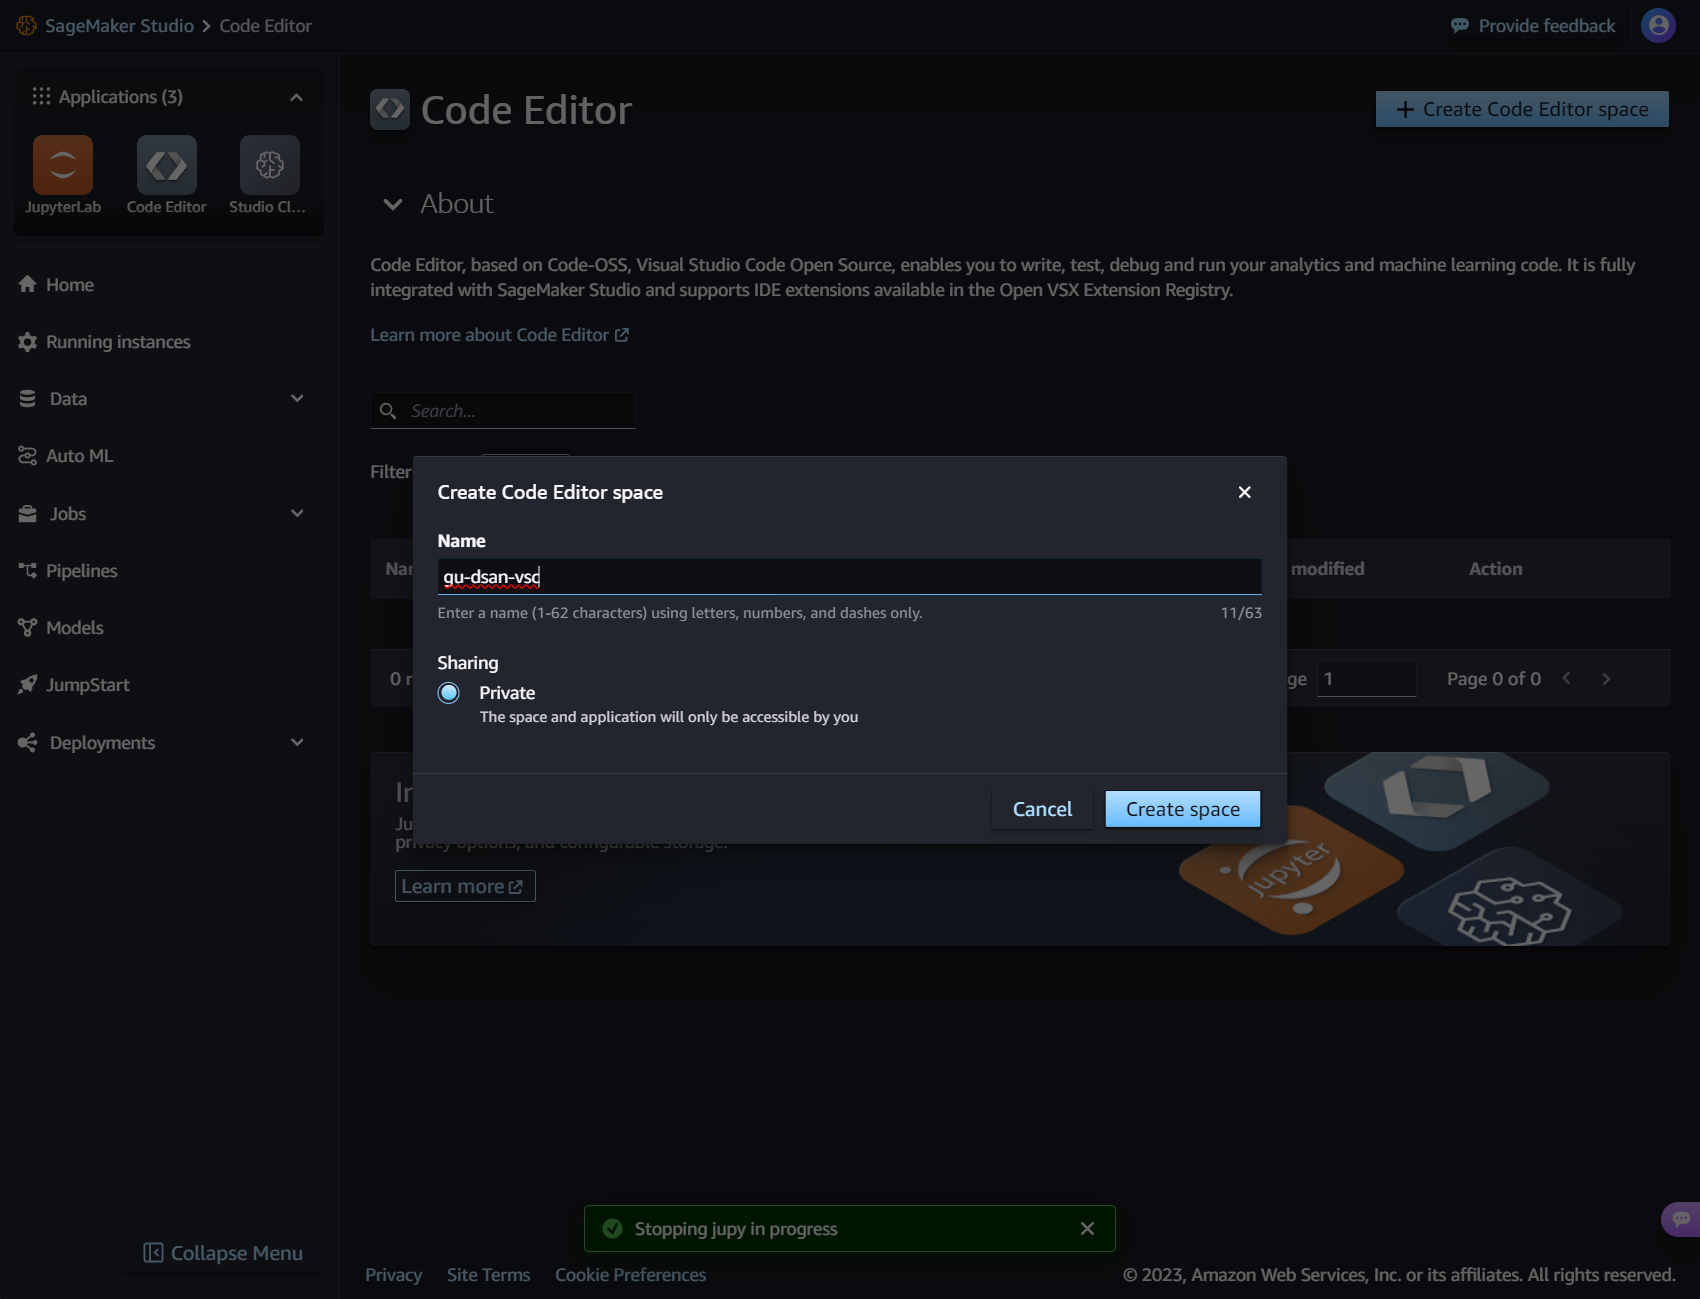 SageMaker Studio > Code Editor
Provide feedback
Applications (3)
JupyterLab
Code Editor
Studio Cl...
Home
Running instances
Data
Auto ML
Jobs
Pipelines
Models
JumpStart
Deployments
Collapse Menu
Code Editor
+ Create Code Editor space
About
Code Editor, based on Code-OSS, Visual Studio Code Open Source, enables you to write, test, debug and run your analytics and machine learning code. It is fully
integrated with SageMaker Studio and supports IDE extensions available in the Open VSX Extension Registry.
Learn more about Code Editor
Search...
Filter
Create Code Editor space
Name
gu-dsan-vsc
Enter a name (1-62 characters) using letters, numbers, and dashes only.
11/63
Sharing
Private
The space and application will only be accessible by you
Cancel
Create space
modified
Action
0
1
Page 0 of 0
privacy options, and configurable storage.
Learn more
jupyter
Stopping jupy in progress
Privacy
Site Terms
Cookie Preferences
© 2023, Amazon Web Services, Inc. or its affiliates. All rights reserved.